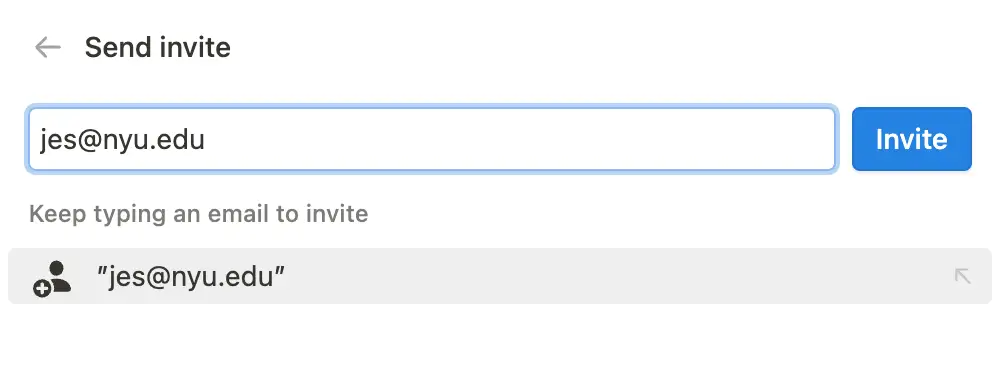 Send invite
jes@nyu.edu Invite
Keep typing an email to invite
"jes@nyu.edu"